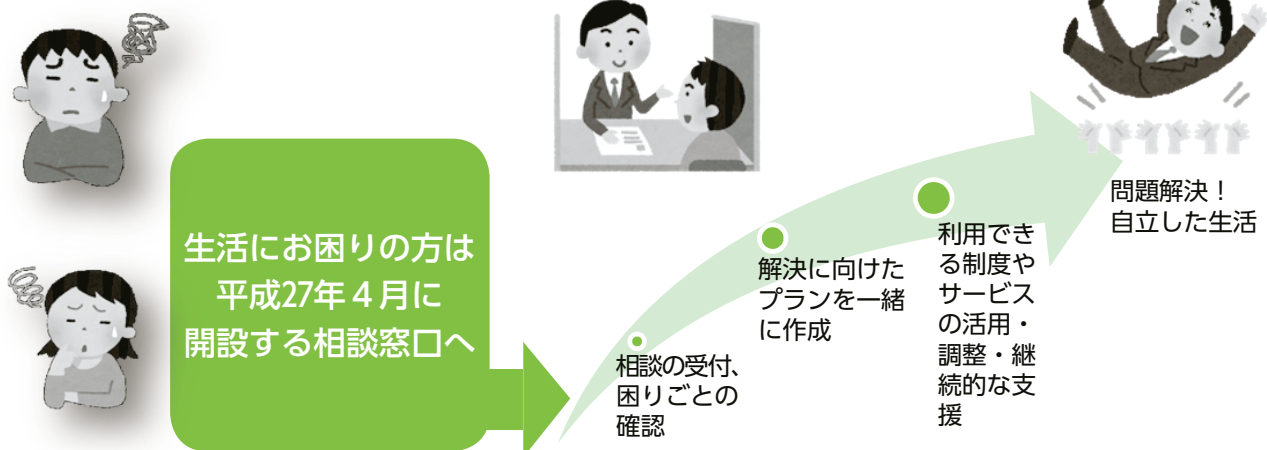 生活にお困りの方は
平成27年４月に
開設する相談窓口へ
相談の受付、
困りごとの
確認
解決に向けた
プランを一緒
に作成
利用でき
る制度や
サービス
の活用・
調整・継
続的な支
援
問題解決！
自立した生活